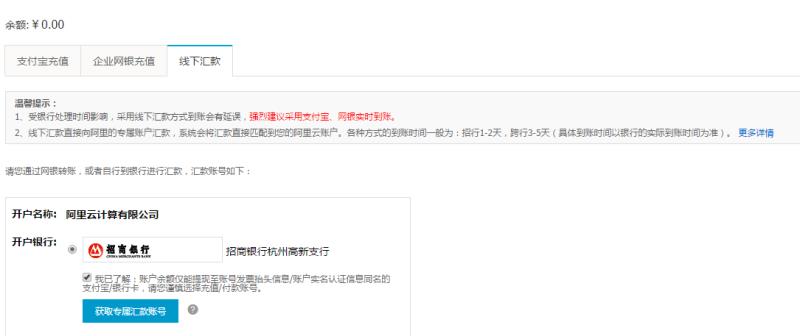 余额: ¥ 0.00
支付宝充值 企业网银充值 线下汇款
温馨提示：
1、受银行处理时间影响，采用线下汇款方式到账会有延误，强烈建议采用支付宝、网银实时到账。
2、线下汇款直接向阿里的专属账户汇款，系统会将汇款直接匹配到您的阿里云账户。各种方式的到账时间一般为：招行1-2天，跨行3-5天（具体到账时间以银行的实际到账时间为准）。 更多详情
请您通过网银转账，或者自行到银行进行汇款，汇款账号如下：
开户名称: 阿里云计算有限公司
开户银行: 招商银行 CHINA MERCHANTS BANK 招商银行杭州高新支行
我已了解：账户余额仅能提现至账号发票抬头信息/账户实名认证信息同名的
支付宝/银行卡，请您谨慎选择充值/付款账号。
获取专属汇款账号 ?